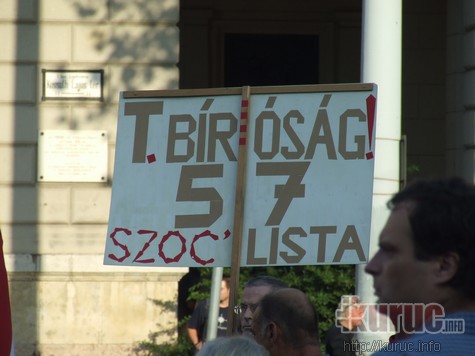 T. BÍRÓSÁG!
57
SZOC' LISTA
kuruc
.INFO
http://kuruc.info